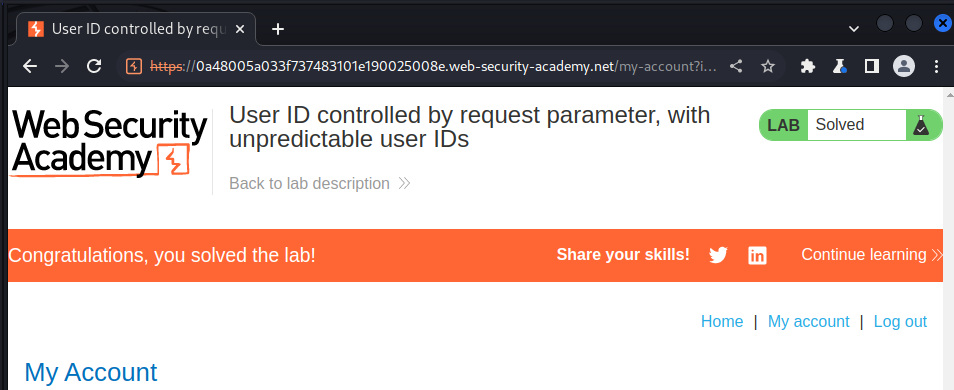 User ID controlled by requ
https://0a48005a033f737483101e190025008e.web-security-academy.net/my-account?i...
Web Security
Academy
User ID controlled by request parameter, with
unpredictable user IDs
LAB Solved
Back to lab description
Congratulations, you solved the lab! Share your skills! Continue learning
Home | My account | Log out
My Account